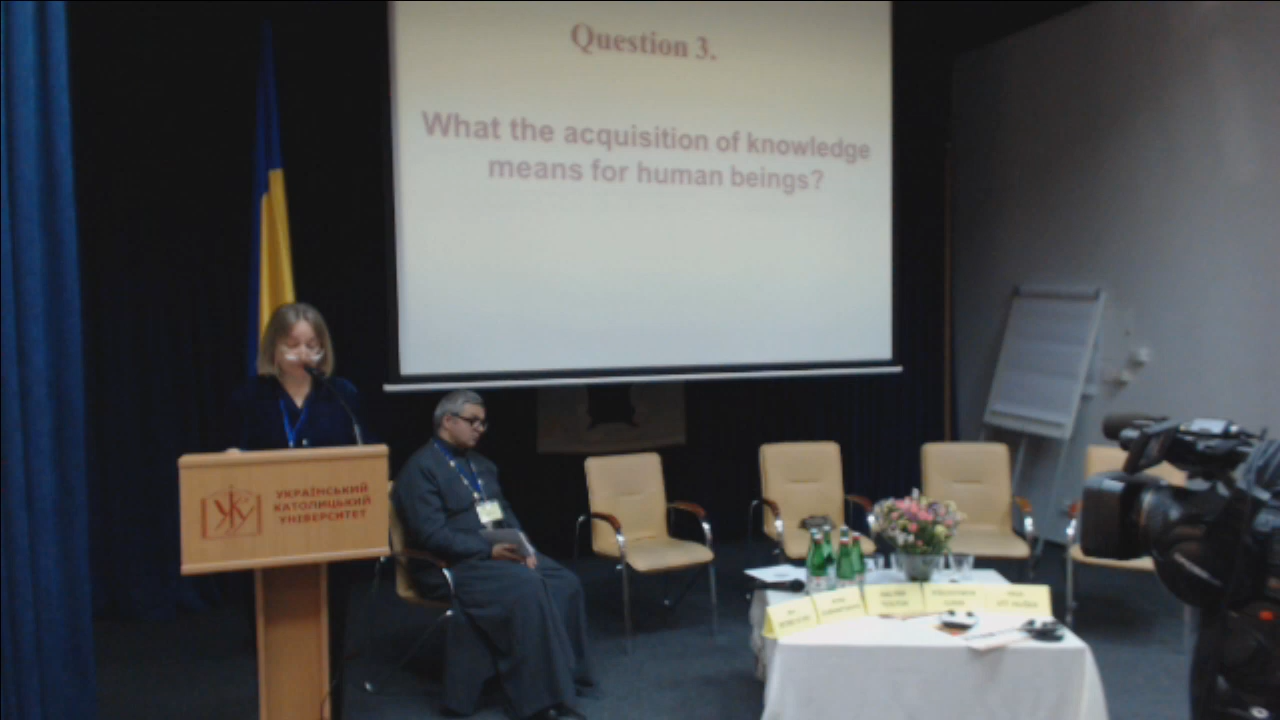 Question 3.
What the acquisition of knowledge
means for human beings?
УКРАЇНСЬКИЙ
КАТОЛИЦЬКИЙ
УНІВЕРСИТЕТ